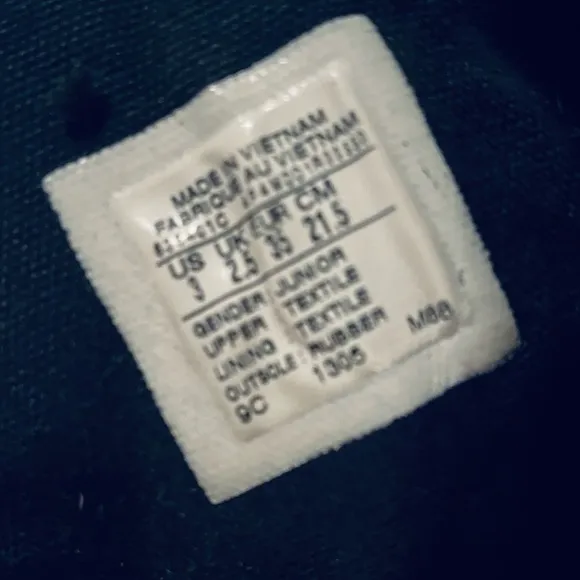 MADE IN VIETNAM
FABRIQUE AU VIETNAM
US UK EUR CM
3 2.5 35 21.5
GENDER JUNIOR
UPPER TEXTILE
LINING TEXTILE
OUTSOLE RUBBER
9C 1305 M68